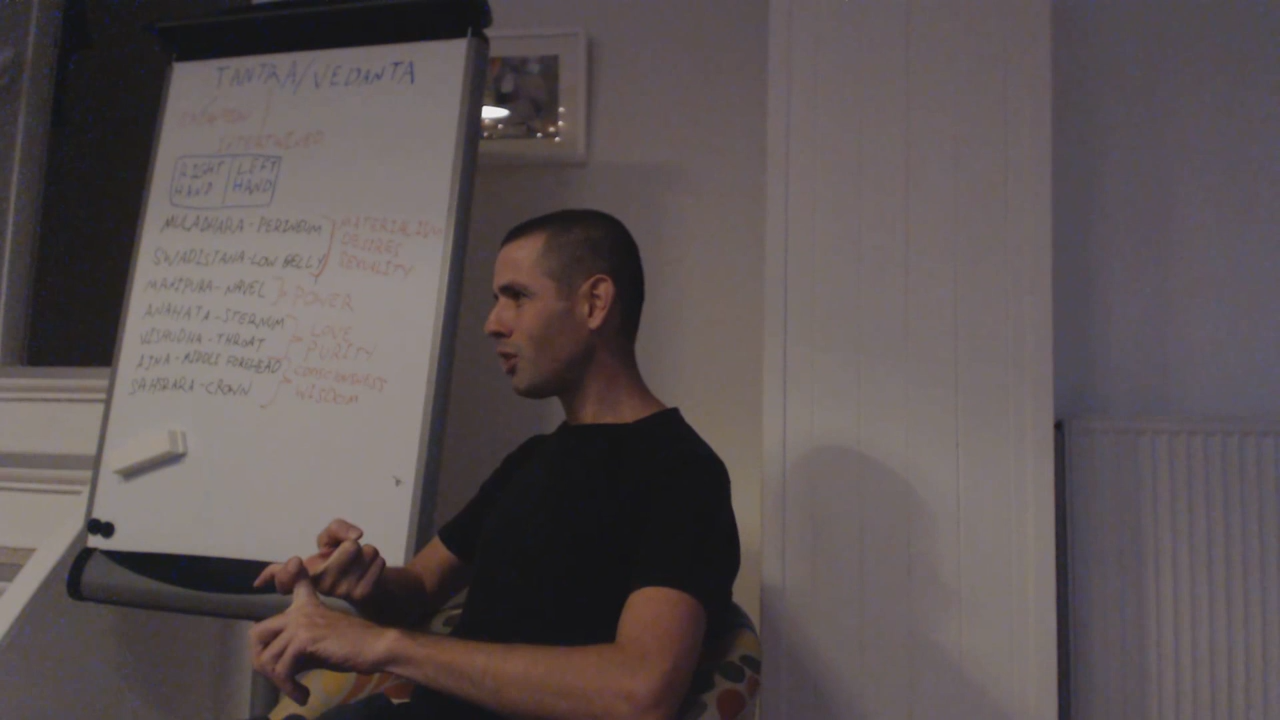 TANTRA/VEDANTA
INTERTWINED
RIGHT HAND
LEFT HAND
MULADHARA - PERINEUM
MATERIALISM
DESIRES
SEXUALITY
SWADISTANA - LOW BELLY
MANIPURA - NAVEL
POWER
ANAHATA - STERNUM
LOVE
VISHUDHA - THROAT
PURITY
AJNA - MIDDLE FOREHEAD
CONSCIOUSNESS
SAHSRARA - CROWN
WISDOM